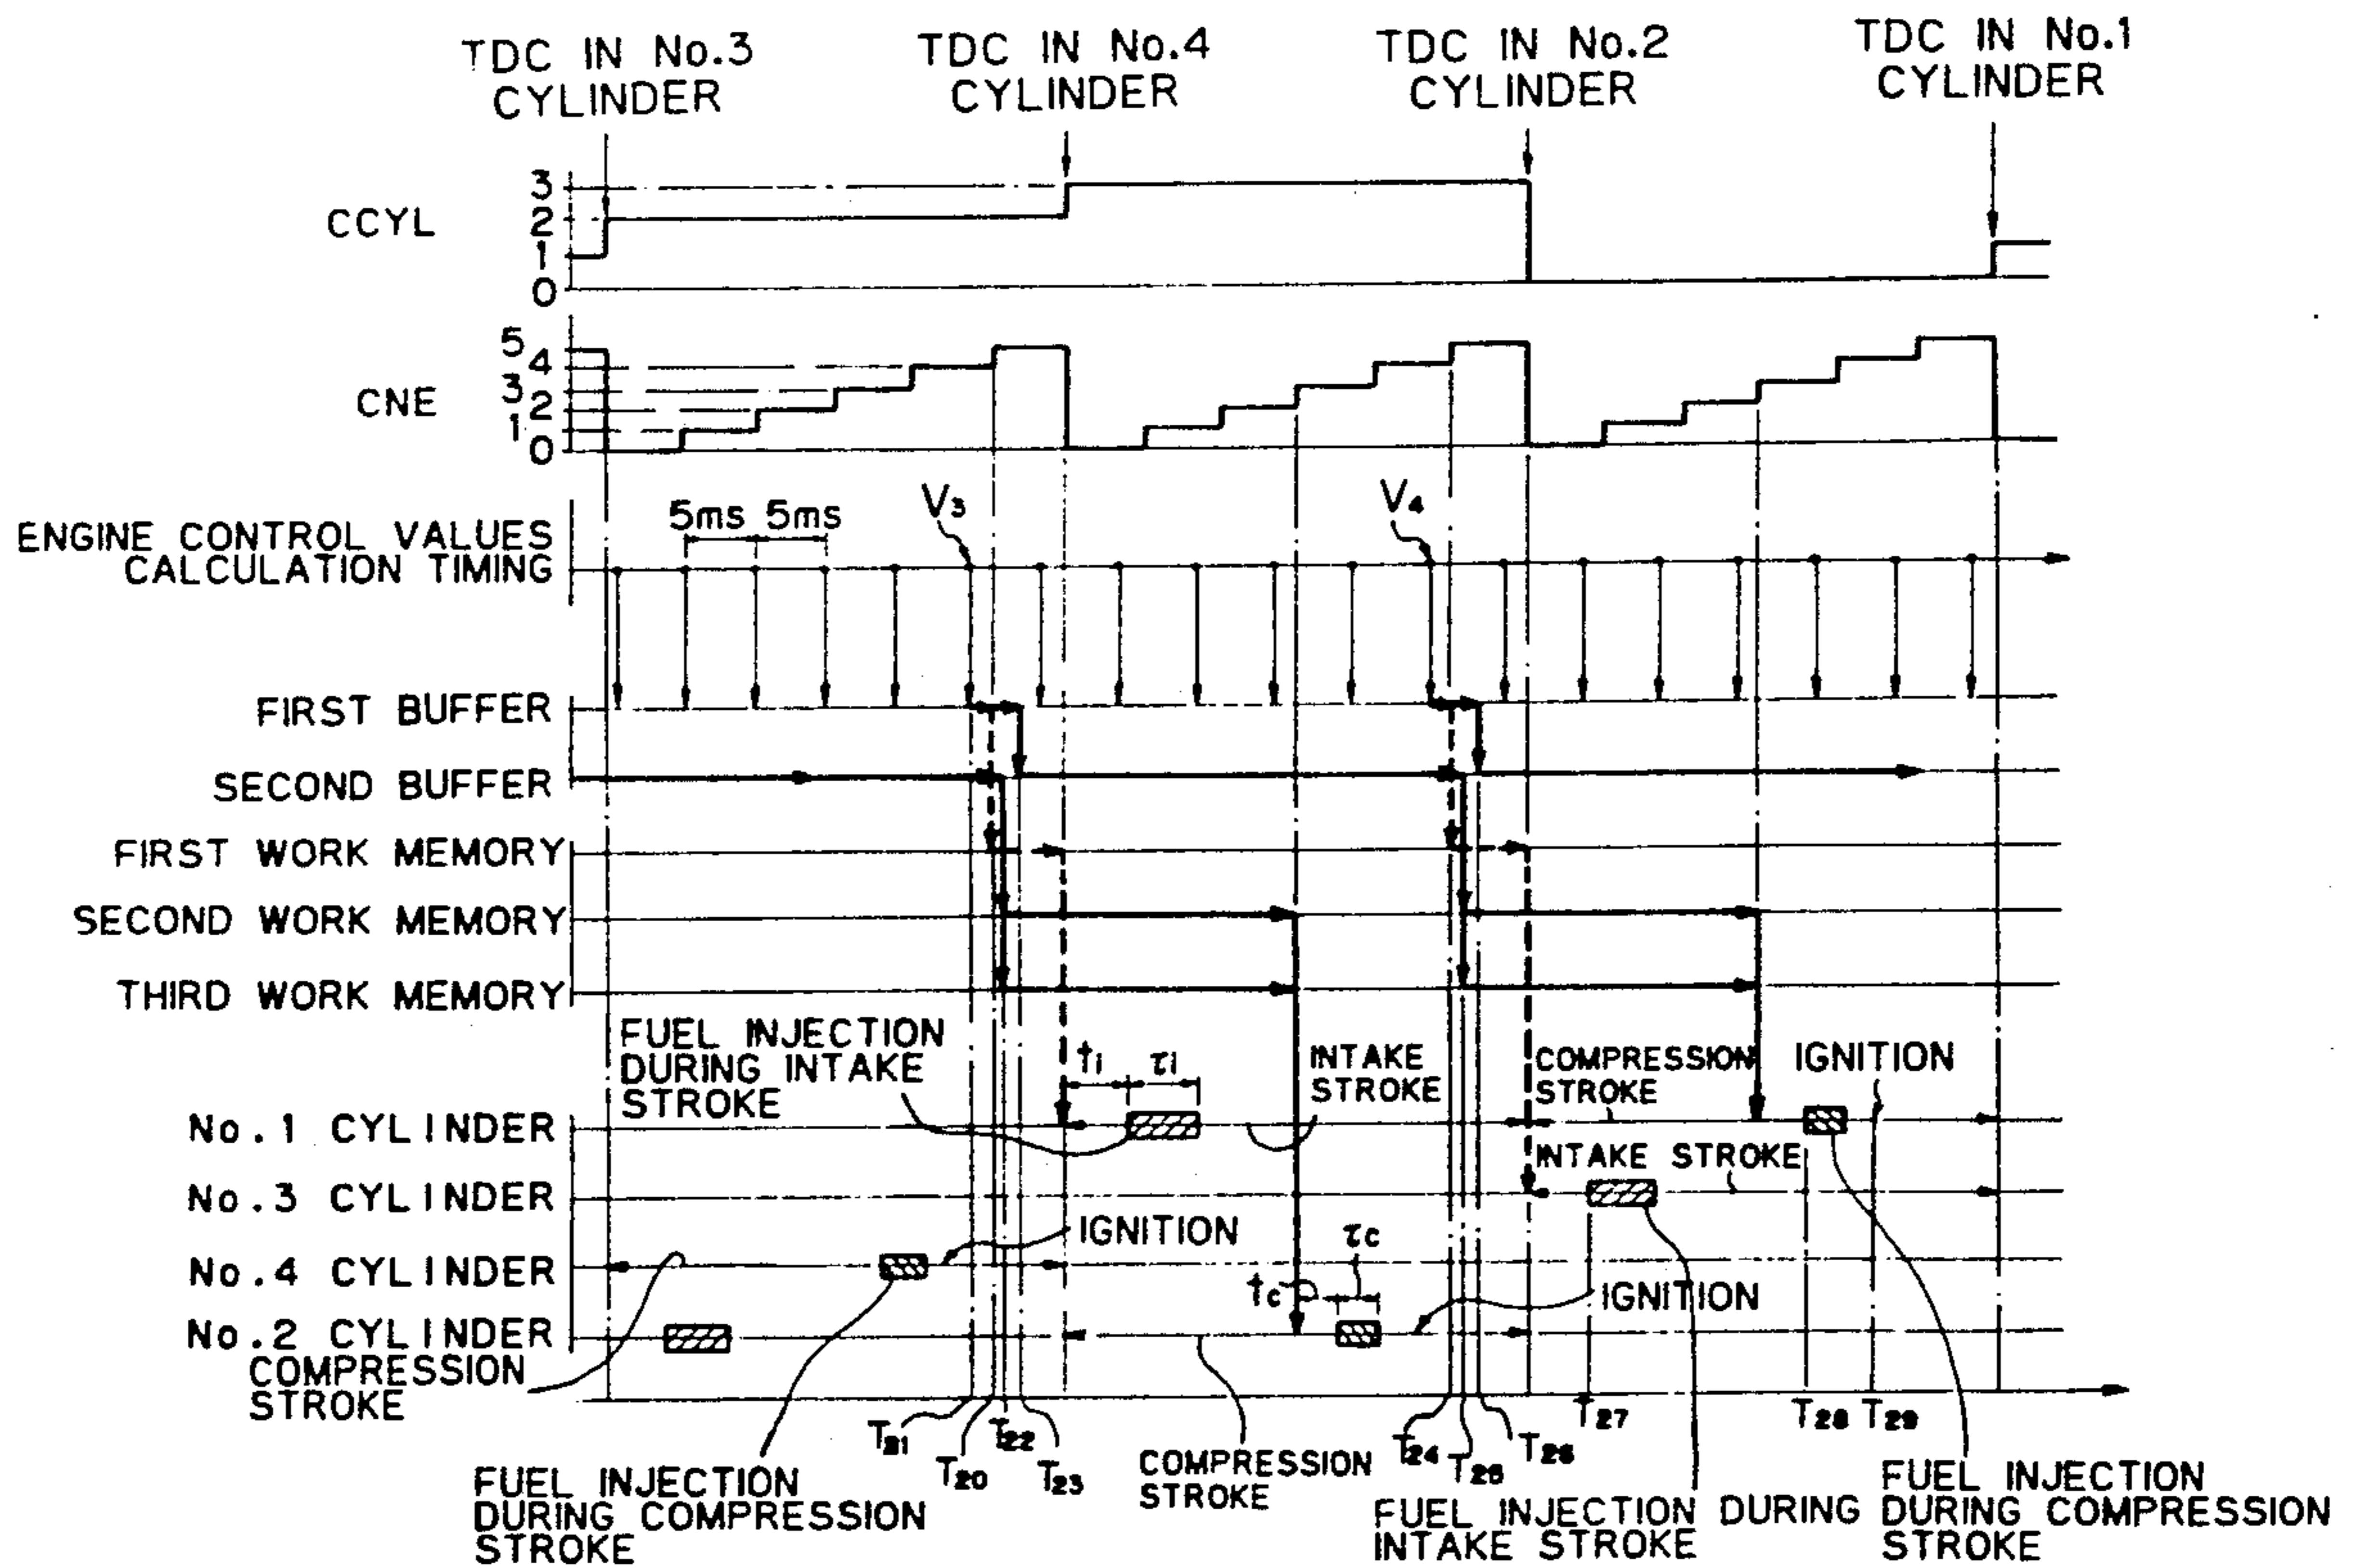 TDC IN No.3
CYLINDER
TDC IN No.4
CYLINDER
TDC IN No.2
CYLINDER
TDC IN No.1
CYLINDER
CCYL
3
2
1
0
CNE
5
4
3
2
1
0
ENGINE CONTROL VALUES
CALCULATION TIMING
5ms 5ms
V3
V4
FIRST BUFFER
SECOND BUFFER
FIRST WORK MEMORY
SECOND WORK MEMORY
THIRD WORK MEMORY
FUEL INJECTION
DURING INTAKE
STROKE
ti
τi
INTAKE
STROKE
COMPRESSION
STROKE
IGNITION
No.1 CYLINDER
INTAKE STROKE
No.3 CYLINDER
IGNITION
τc
No.4 CYLINDER
tc
IGNITION
No.2 CYLINDER
COMPRESSION
STROKE
T21
T20
T22
T23
COMPRESSION
STROKE
T24
T26
T27
T28
T29
FUEL INJECTION
DURING COMPRESSION
STROKE
FUEL INJECTION DURING
INTAKE STROKE
FUEL INJECTION
DURING COMPRESSION
STROKE